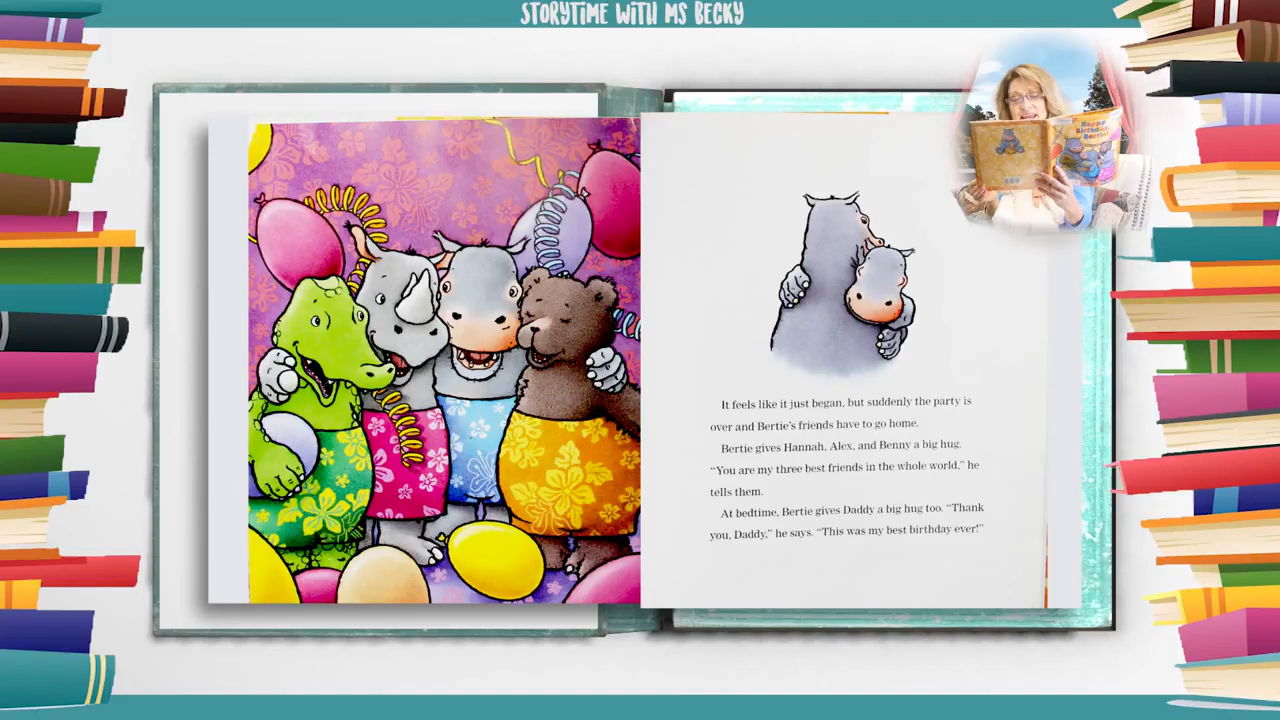 STORYTIME WITH MS BECKY
Happy
Birthday,
Bertie!
It feels like it just began, but suddenly the party is
over and Bertie's friends have to go home.
Bertie gives Hannah, Alex, and Benny a big hug.
"You are my three best friends in the whole world," he
tells them.
At bedtime, Bertie gives Daddy a big hug too. "Thank
you, Daddy," he says. "This was my best birthday ever!"